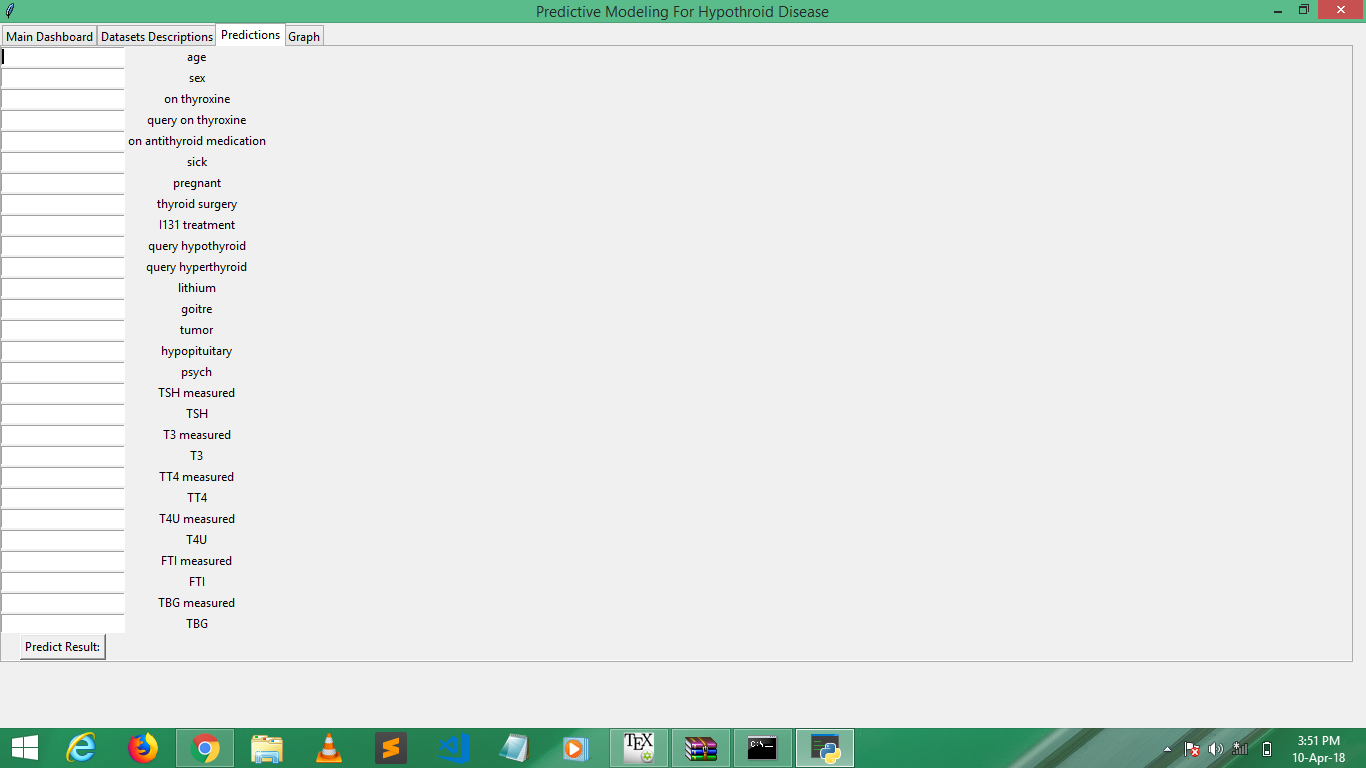 Predictive Modeling For Hypothroid Disease
Main Dashboard Datasets Descriptions Predictions Graph
age
sex
on thyroxine
query on thyroxine
on antithyroid medication
sick
pregnant
thyroid surgery
I131 treatment
query hypothyroid
query hyperthyroid
lithium
goitre
tumor
hypopituitary
psych
TSH measured
TSH
T3 measured
T3
TT4 measured
TT4
T4U measured
T4U
FTI measured
FTI
TBG measured
TBG
Predict Result:
TEX
C:\.
3:51 PM
10-Apr-18